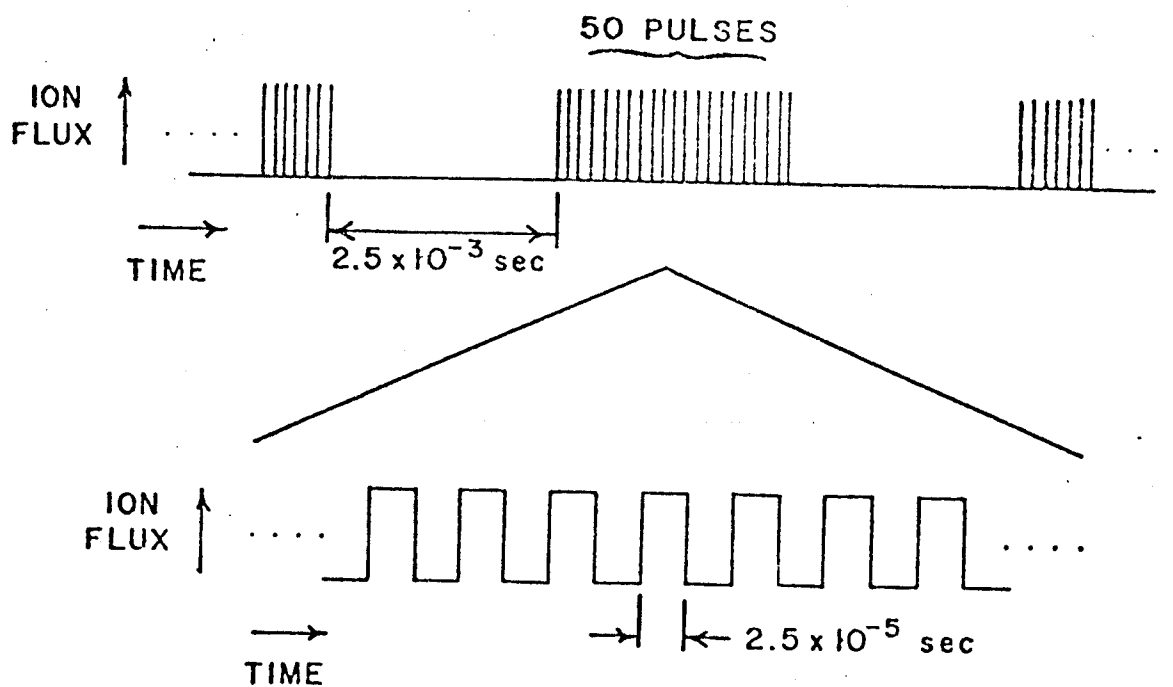 50 PULSES
ION
FLUX
. . . .
. . . .
TIME
2.5 x 10⁻³ sec
ION
FLUX
. . . .
. . . .
2.5 x 10⁻⁵ sec
TIME